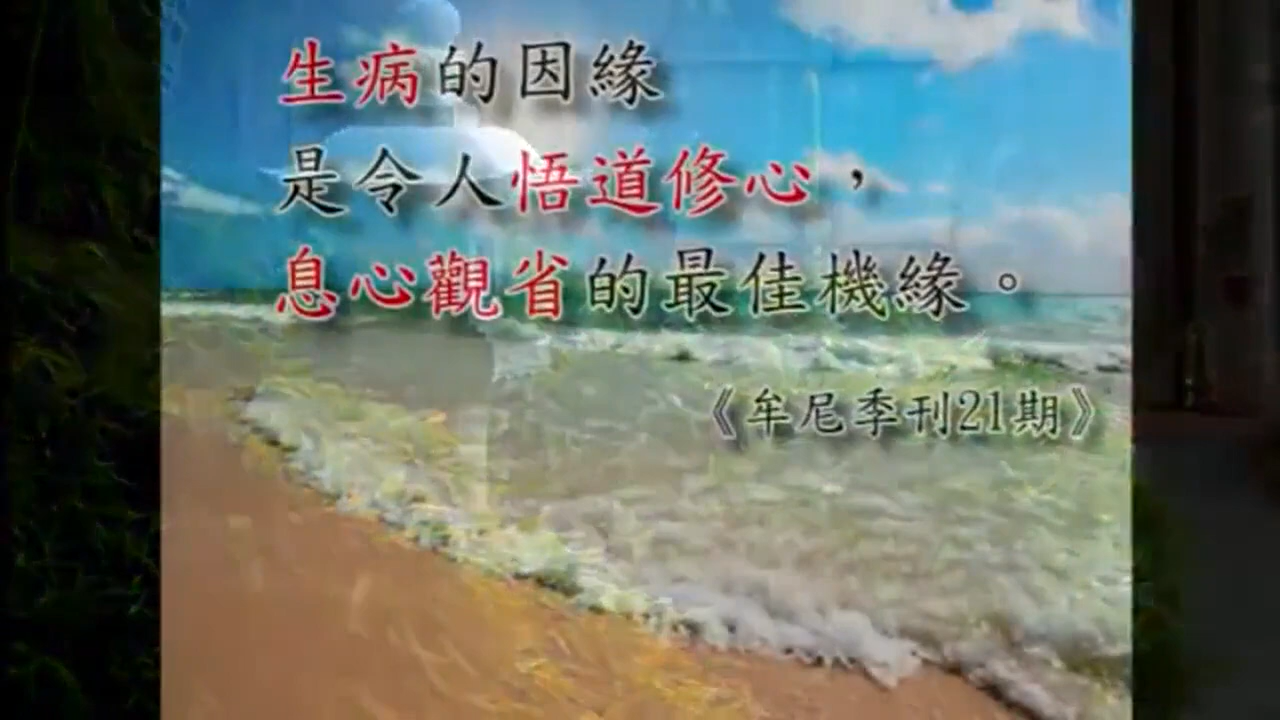 生病的因緣
是令人悟道修心，
息心觀省的最佳機緣。
《牟尼季刊21期》